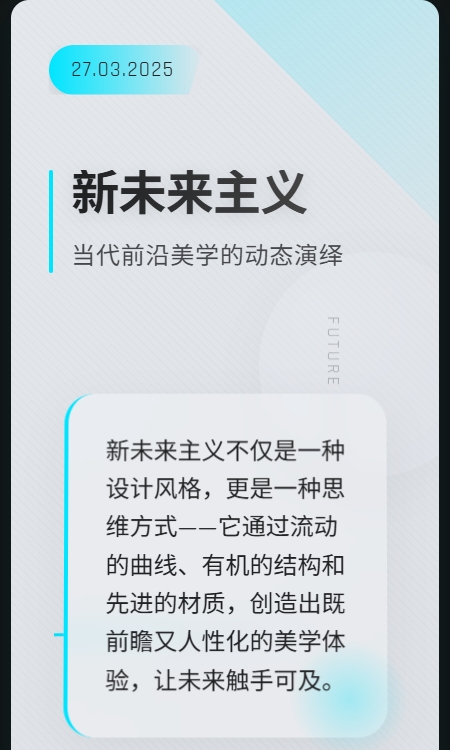 27.03.2025
新未来主义
当代前沿美学的动态演绎
FUTURE
新未来主义不仅是一种
设计风格，更是一种思
维方式——它通过流动
的曲线、有机的结构和
先进的材质，创造出既
前瞻又人性化的美学体
验，让未来触手可及。